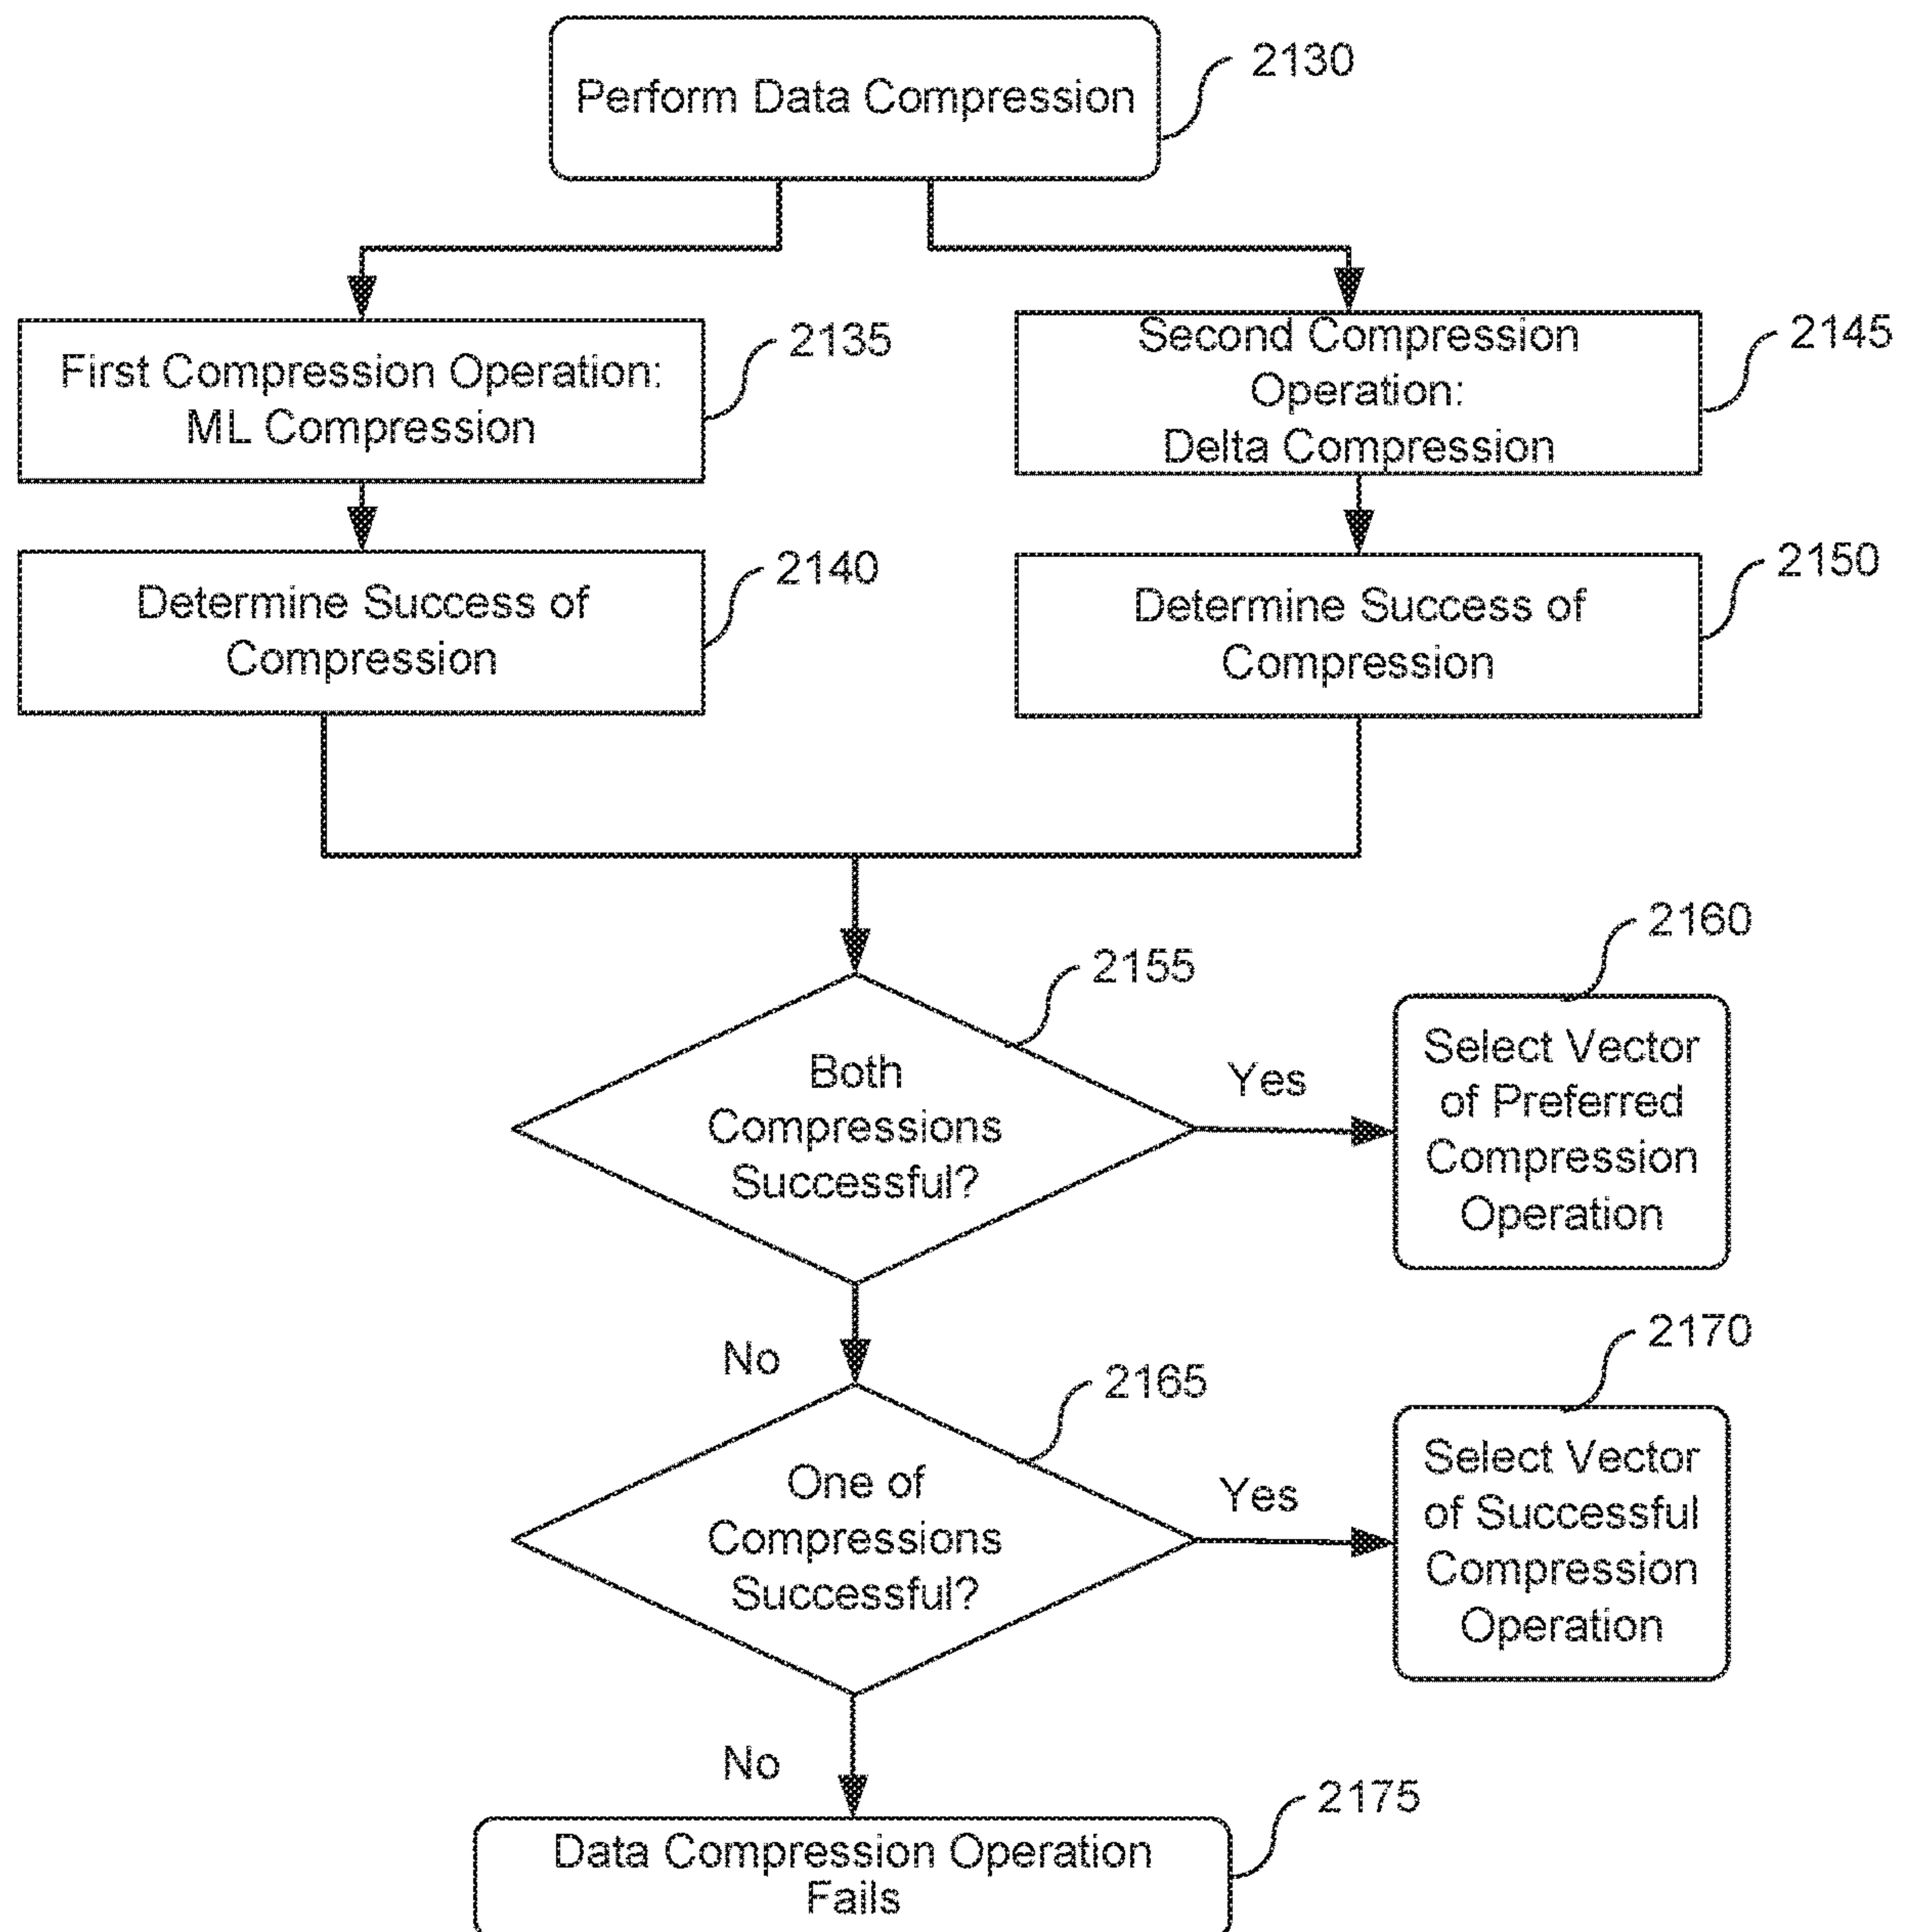 Perform Data Compression
2130
First Compression Operation:
ML Compression
2135
Second Compression
Operation:
Delta Compression
2145
Determine Success of
Compression
2140
Determine Success of
Compression
2150
Both
Compressions
Successful?
2155
Yes
Select Vector
of Preferred
Compression
Operation
2160
No
One of
Compressions
Successful?
2165
Yes
Select Vector
of Successful
Compression
Operation
2170
No
Data Compression Operation
Fails
2175